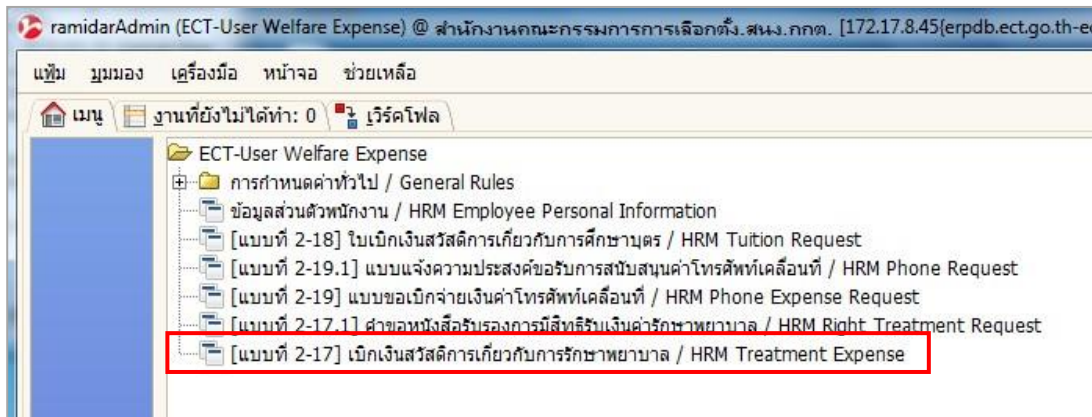 ramidarAdmin (ECT-User Welfare Expense) @ สำนักงานคณะกรรมการการเลือกตั้ง.สนง.กกต. [172.17.8.45{erpdb.ect.go.th-e
แฟ้ม มุมมอง เครื่องมือ หน้าจอ ช่วยเหลือ
เมนู งานที่ยังไม่ได้ทำ: 0 เวิร์คโฟล
ECT-User Welfare Expense
การกำหนดค่าทั่วไป / General Rules
ข้อมูลส่วนตัวพนักงาน / HRM Employee Personal Information
[แบบที่ 2-18] ใบเบิกเงินสวัสดิการเกี่ยวกับการศึกษาบุตร / HRM Tuition Request
[แบบที่ 2-19.1] แบบแจ้งความประสงค์ขอรับการสนับสนุนค่าโทรศัพท์เคลื่อนที่ / HRM Phone Request
[แบบที่ 2-19] แบบขอเบิกจ่ายเงินค่าโทรศัพท์เคลื่อนที่ / HRM Phone Expense Request
[แบบที่ 2-17.1] คำขอหนังสือรับรองการมีสิทธิรับเงินค่ารักษาพยาบาล / HRM Right Treatment Request
[แบบที่ 2-17] เบิกเงินสวัสดิการเกี่ยวกับการรักษาพยาบาล / HRM Treatment Expense